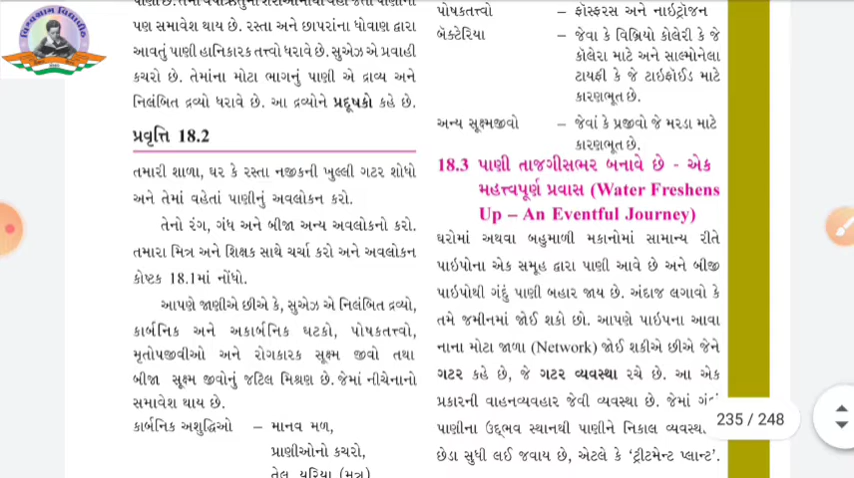 પણ સમાવેશ થાય છે. રસ્તા અને છાપરાંના ધોવાણ દ્વારા
આવતું પાણી હાનિકારક તત્ત્વો ધરાવે છે. સુએઝ એ પ્રવાહી
કચરો છે. તેમાંના મોટા ભાગનું પાણી એ દ્રાવ્ય અને
નિલંબિત દ્રવ્યો ધરાવે છે. આ દ્રવ્યોને પ્રદૂષકો કહે છે.
પ્રવૃત્તિ 18.2
તમારી શાળા, ઘર કે રસ્તા નજીકની ખુલ્લી ગટર શોધો
અને તેમાં વહેતાં પાણીનું અવલોકન કરો.
તેનો રંગ, ગંધ અને બીજા અન્ય અવલોકનો કરો.
તમારા મિત્ર અને શિક્ષક સાથે ચર્ચા કરો અને અવલોકન
કોષ્ટક 18.1માં નોંધો.
આપણે જાણીએ છીએ કે, સુએઝ એ નિલંબિત દ્રવ્યો,
કાર્બનિક અને અકાર્બનિક ઘટકો, પોષકતત્ત્વો,
મૃતોપજીવીઓ અને રોગકારક સૂક્ષ્મ જીવો તથા
બીજા સૂક્ષ્મ જીવોનું જટિલ મિશ્રણ છે. જેમાં નીચેનાનો
સમાવેશ થાય છે.
કાર્બનિક અશુદ્ધિઓ – માનવ મળ,
પ્રાણીઓનો કચરો,
તેલ, યુરિયા (મૂત્ર)
પોષકતત્ત્વો – ફૉસ્ફરસ અને નાઇટ્રોજન
બૅક્ટેરિયા – જેવા કે વિબ્રિયો કોલેરી કે જે
કૉલેરા માટે અને સાલ્મોનેલા
ટાયફી કે જે ટાઇફોઈડ માટે
કારણભૂત છે.
અન્ય સૂક્ષ્મજીવો – જેવાં કે પ્રજીવો જે મરડા માટે
કારણભૂત છે.
18.3 પાણી તાજગીસભર બનાવે છે - એક
મહત્ત્વપૂર્ણ પ્રવાસ (Water Freshens
Up – An Eventful Journey)
ઘરોમાં અથવા બહુમાળી મકાનોમાં સામાન્ય રીતે
પાઇપોના એક સમૂહ દ્વારા પાણી આવે છે અને બીજી
પાઇપોથી ગંદું પાણી બહાર જાય છે. અંદાજ લગાવો કે
તમે જમીનમાં જોઈ શકો છો. આપણે પાઇપના આવા
નાના મોટા જાળા (Network) જોઈ શકીએ છીએ જેને
ગટર કહે છે, જે ગટર વ્યવસ્થા રચે છે. આ એક
પ્રકારની વાહનવ્યવહાર જેવી વ્યવસ્થા છે. જેમાં
પાણીના ઉદ્ભવ સ્થાનથી પાણીને નિકાલ
છેડા સુધી લઈ જવાય છે, એટલે કે 'ટ્રીટમેન્ટ પ્લાન્ટ'.
235 / 248